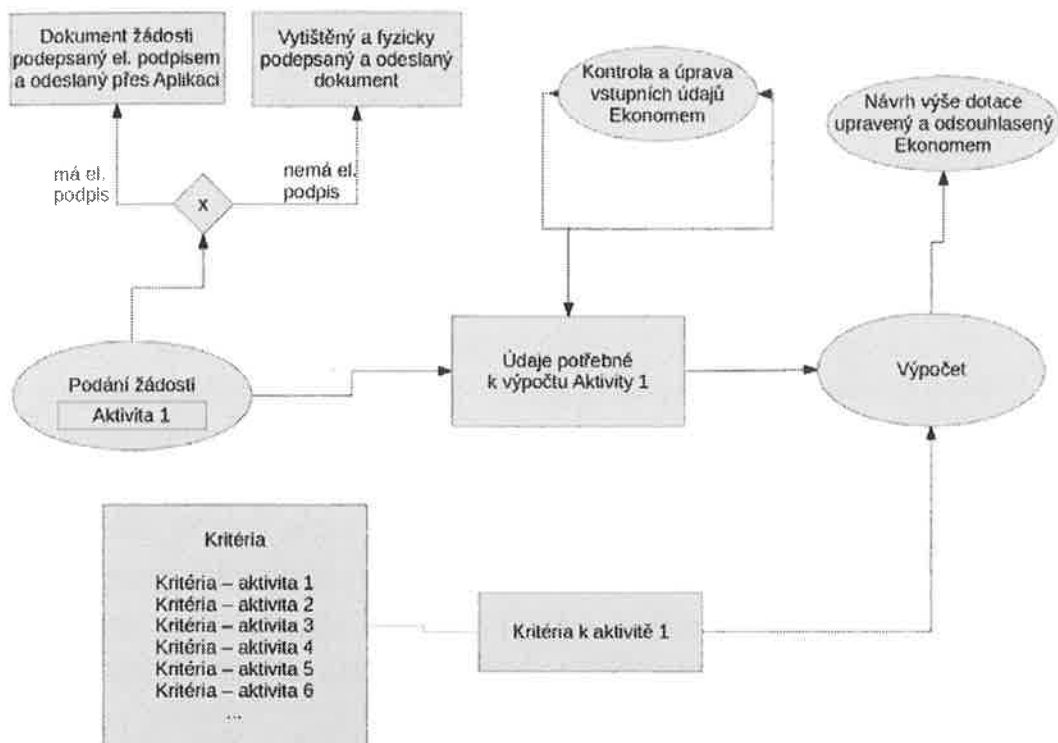 Dokument žádosti
podepsaný el. podpisem
a odeslaný přes Aplikaci
Vytištěný a fyzicky
podepsaný a odeslaný
dokument
Kontrola a úprava
vstupních údajů
Ekonomem
Návrh výše dotace
upravený a odsouhlasený
Ekonomem
má el.
podpis
nemá el.
podpis
x
Podání žádosti
Aktivita 1
Údaje potřebné
k výpočtu Aktivity 1
Výpočet
Kritéria
Kritéria – aktivita 1
Kritéria – aktivita 2
Kritéria – aktivita 3
Kritéria – aktivita 4
Kritéria – aktivita 5
Kritéria – aktivita 6
...
Kritéria k aktivitě 1